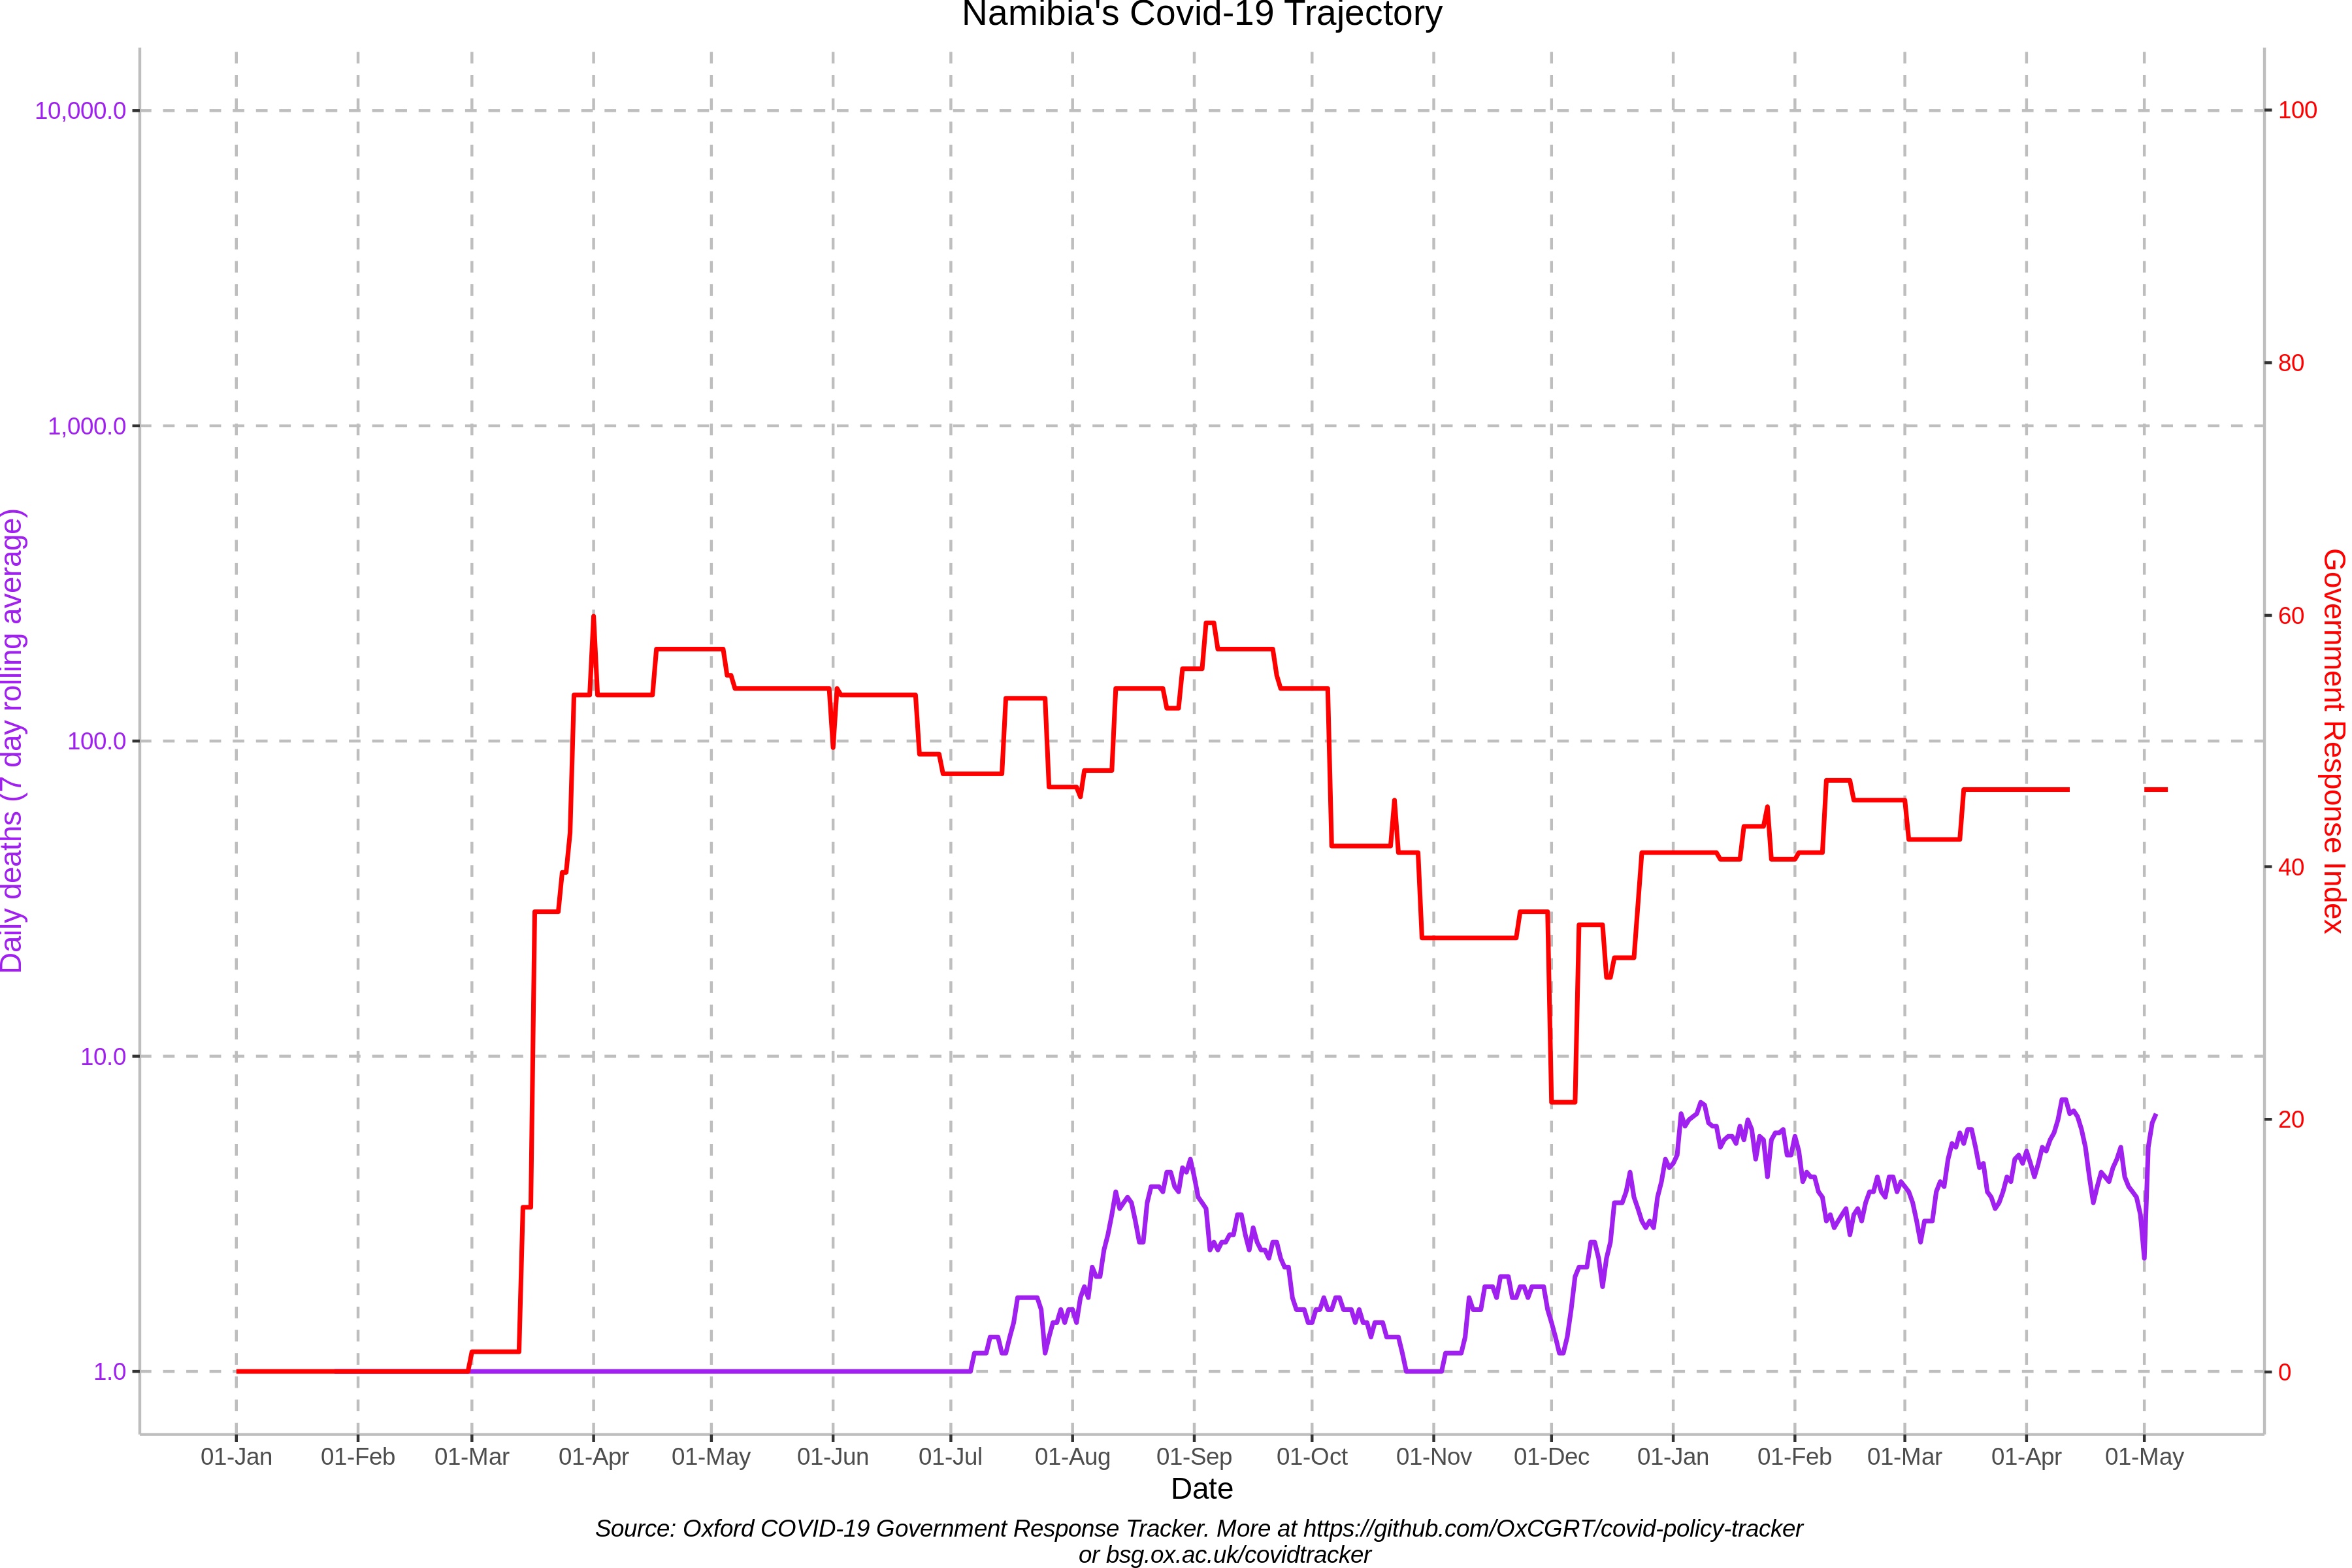 Namibia's Covid-19 Trajectory
10,000.0
1,000.0
100.0
10.0
1.0
Daily deaths (7 day rolling average)
100
80
60
40
20
0
Government Response Index
01-Jan 01-Feb 01-Mar 01-Apr 01-May 01-Jun 01-Jul 01-Aug 01-Sep 01-Oct 01-Nov 01-Dec 01-Jan 01-Feb 01-Mar 01-Apr 01-May
Date
Source: Oxford COVID-19 Government Response Tracker. More at https://github.com/OxCGRT/covid-policy-tracker
or bsg.ox.ac.uk/covidtracker